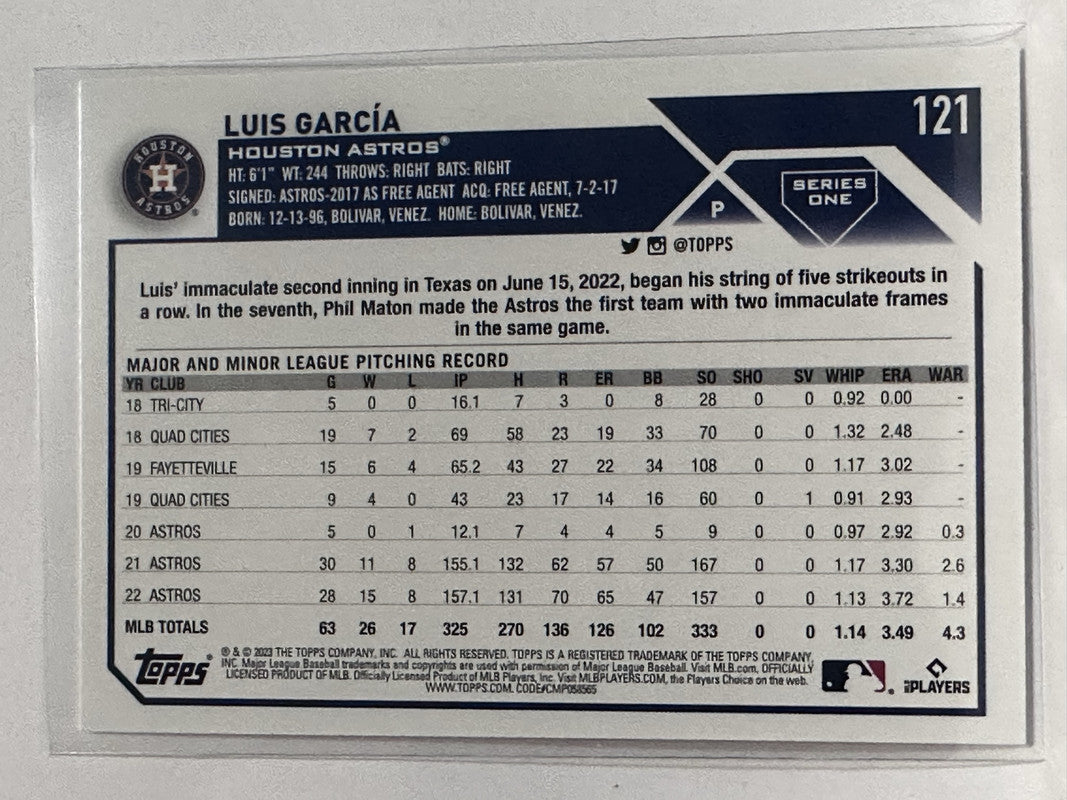 121
LUIS GARCÍA
HOUSTON ASTROS®
HOUSTON
H
ASTROS
HT: 6'1" WT: 244 THROWS: RIGHT BATS: RIGHT
SIGNED: ASTROS-2017 AS FREE AGENT ACQ: FREE AGENT, 7-2-17
BORN: 12-13-96, BOLIVAR, VENEZ. HOME: BOLIVAR, VENEZ.
P
SERIES
ONE
@TOPPS
Luis' immaculate second inning in Texas on June 15, 2022, began his string of five strikeouts in
a row. In the seventh, Phil Maton made the Astros the first team with two immaculate frames
in the same game.
MAJOR AND MINOR LEAGUE PITCHING RECORD
YR CLUB G W L IP H R ER BB SO SHO SV WHIP ERA WAR
18 TRI-CITY 5 0 0 16.1 7 3 0 8 28 0 0 0.92 0.00 -
18 QUAD CITIES 19 7 2 69 58 23 19 33 70 0 0 1.32 2.48 -
19 FAYETTEVILLE 15 6 4 65.2 43 27 22 34 108 0 0 1.17 3.02 -
19 QUAD CITIES 9 4 0 43 23 17 14 16 60 0 1 0.91 2.93 -
20 ASTROS 5 0 1 12.1 7 4 4 5 9 0 0 0.97 2.92 0.3
21 ASTROS 30 11 8 155.1 132 62 57 50 167 0 0 1.17 3.30 2.6
22 ASTROS 28 15 8 157.1 131 70 65 47 157 0 0 1.13 3.72 1.4
MLB TOTALS 63 26 17 325 270 136 126 102 333 0 0 1.14 3.49 4.3
TOPPS®
® & © 2023 THE TOPPS COMPANY, INC. ALL RIGHTS RESERVED. TOPPS IS A REGISTERED TRADEMARK OF THE TOPPS COMPANY,
INC. Major League Baseball trademarks and copyrights are used with permission of Major League Baseball. Visit MLB.com. OFFICIALLY
LICENSED PRODUCT OF MLB. Officially Licensed Product of MLB Players, Inc. Visit MLBPLAYERS.COM, the Players Choice on the web.
WWW.TOPPS.COM. CODE#CMP058565
PLAYERS